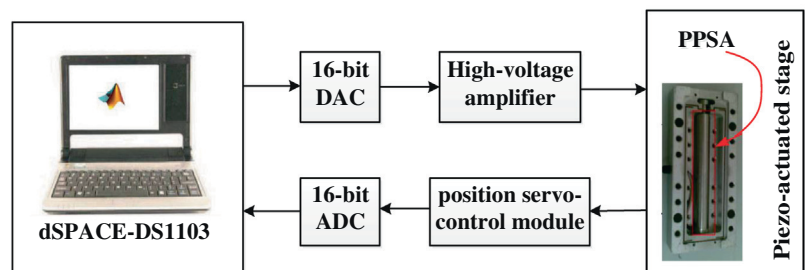 dSPACE-DS1103
16-bit
DAC
High-voltage
amplifier
16-bit
ADC
position servo-
control module
PPSA
Piezo-actuated stage